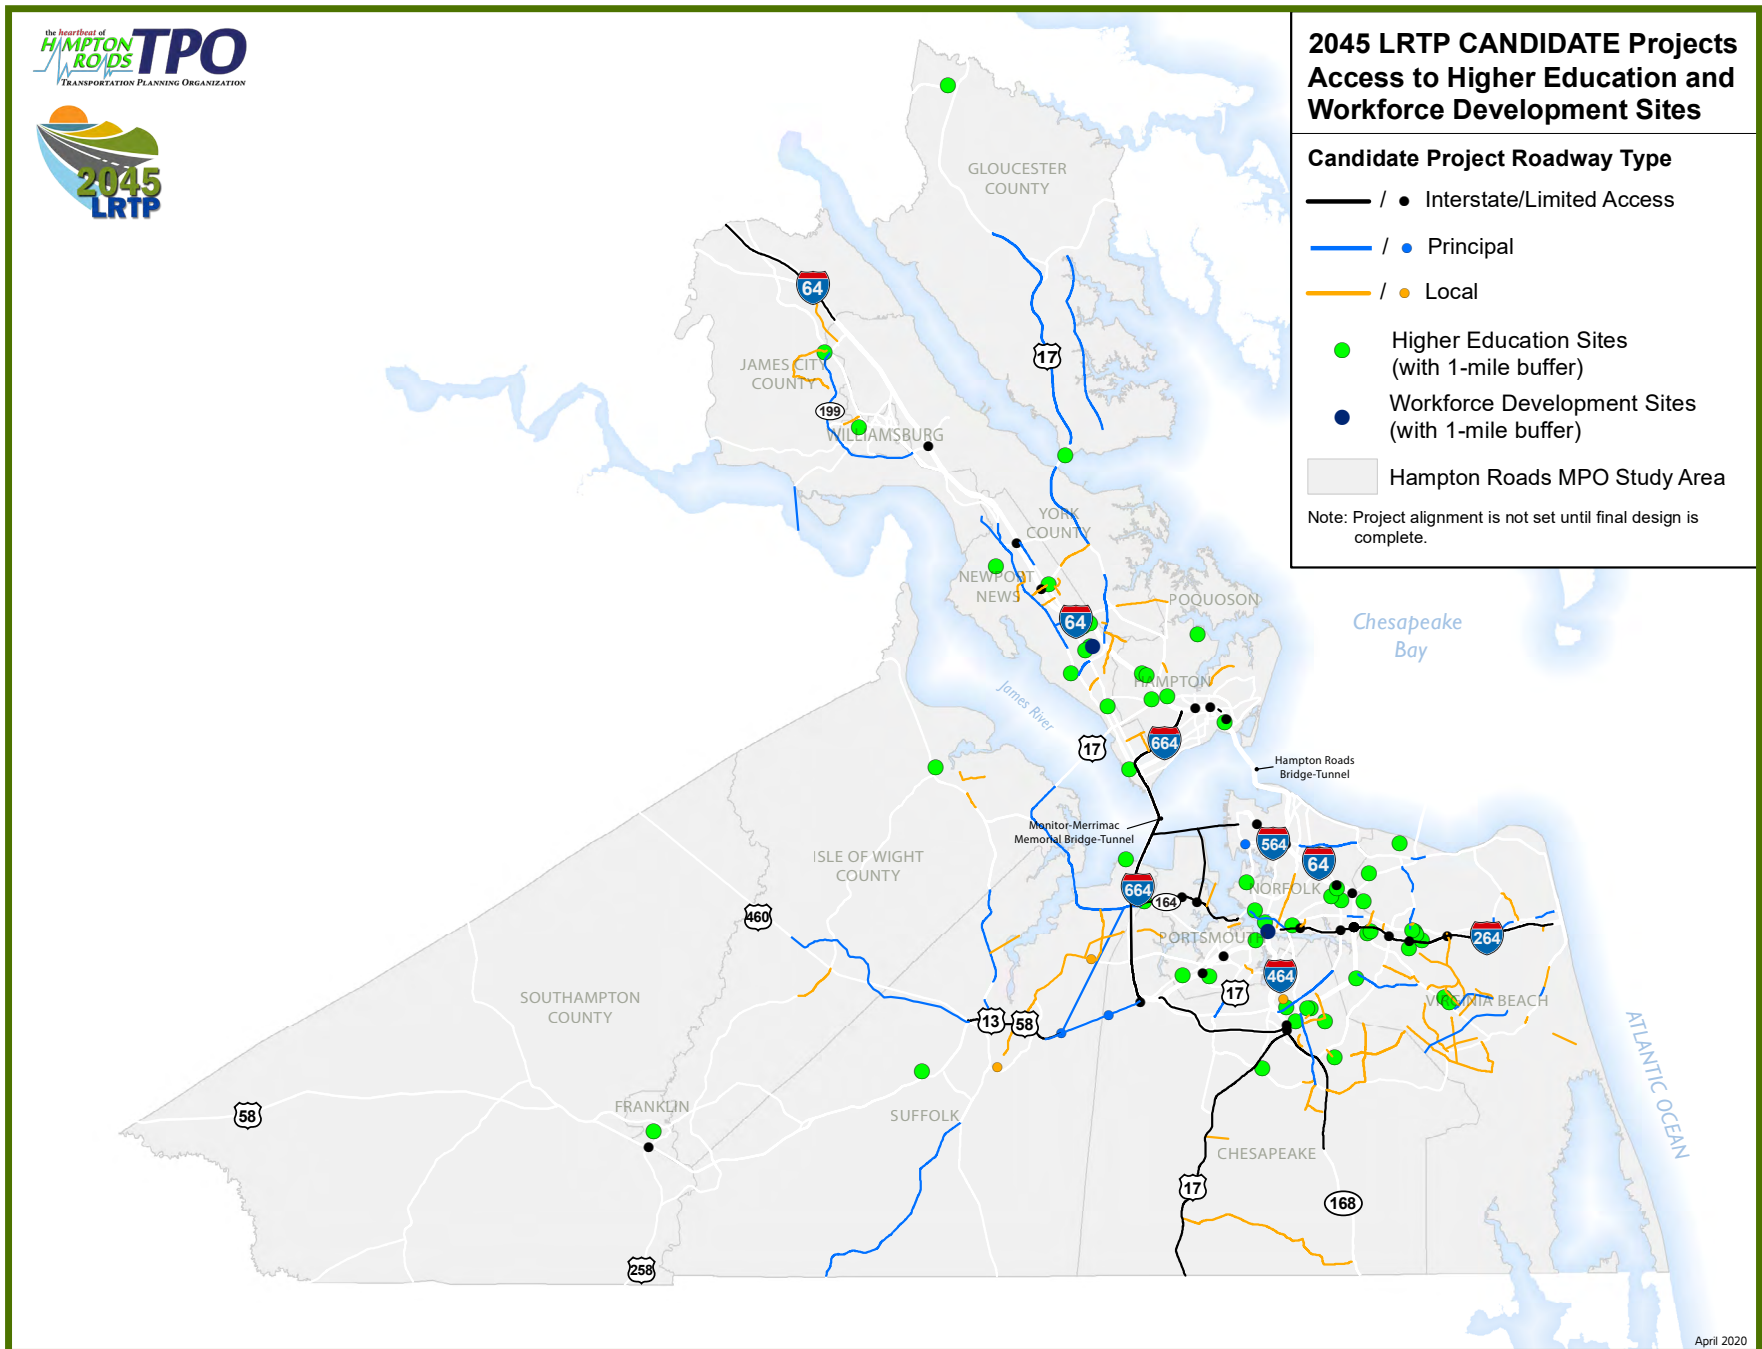 the heartbeat of
HAMPTON
ROADS
TPO
TRANSPORTATION PLANNING ORGANIZATION
2045
LRTP
2045 LRTP CANDIDATE Projects
Access to Higher Education and
Workforce Development Sites
Candidate Project Roadway Type
/ Interstate/Limited Access
/ Principal
/ Local
Higher Education Sites
(with 1-mile buffer)
Workforce Development Sites
(with 1-mile buffer)
Hampton Roads MPO Study Area
Note: Project alignment is not set until final design is
complete.
GLOUCESTER
COUNTY
64
17
JAMES CITY
COUNTY
199
WILLIAMSBURG
YORK
COUNTY
NEWPORT
NEWS
POQUOSON
64
Chesapeake
Bay
HAMPTON
James River
17
664
Hampton Roads
Bridge-Tunnel
Monitor-Merrimac
Memorial Bridge-Tunnel
564
64
ISLE OF WIGHT
COUNTY
664
164
NORFOLK
460
PORTSMOUTH
264
464
17
SOUTHAMPTON
COUNTY
VIRGINIA BEACH
13
58
ATLANTIC OCEAN
58
FRANKLIN
SUFFOLK
CHESAPEAKE
17
168
258
April 2020